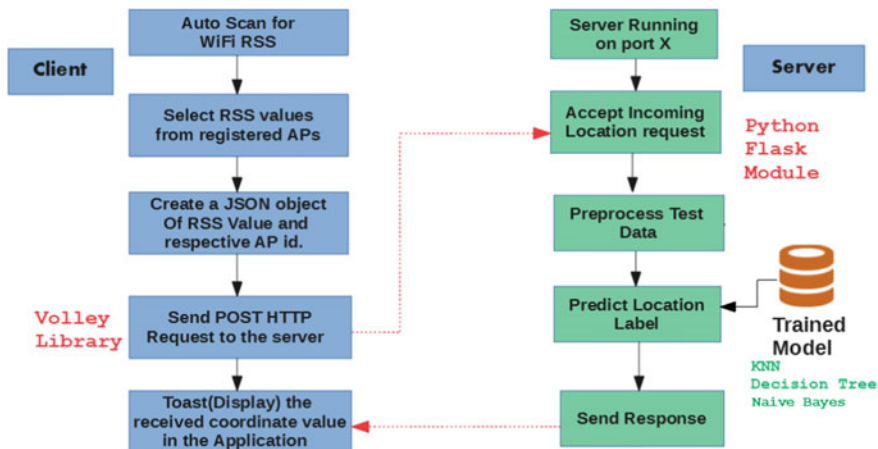 Client
Auto Scan for
WiFi RSS
Select RSS values
from registered APs
Create a JSON object
Of RSS Value and
respective AP id.
Volley
Library
Send POST HTTP
Request to the server
Toast(Display) the
received coordinate value
in the Application
Server Running
on port X
Server
Accept Incoming
Location request
Python
Flask
Module
Preprocess Test
Data
Predict Location
Label
Trained
Model
KNN
Decision Tree
Naive Bayes
Send Response